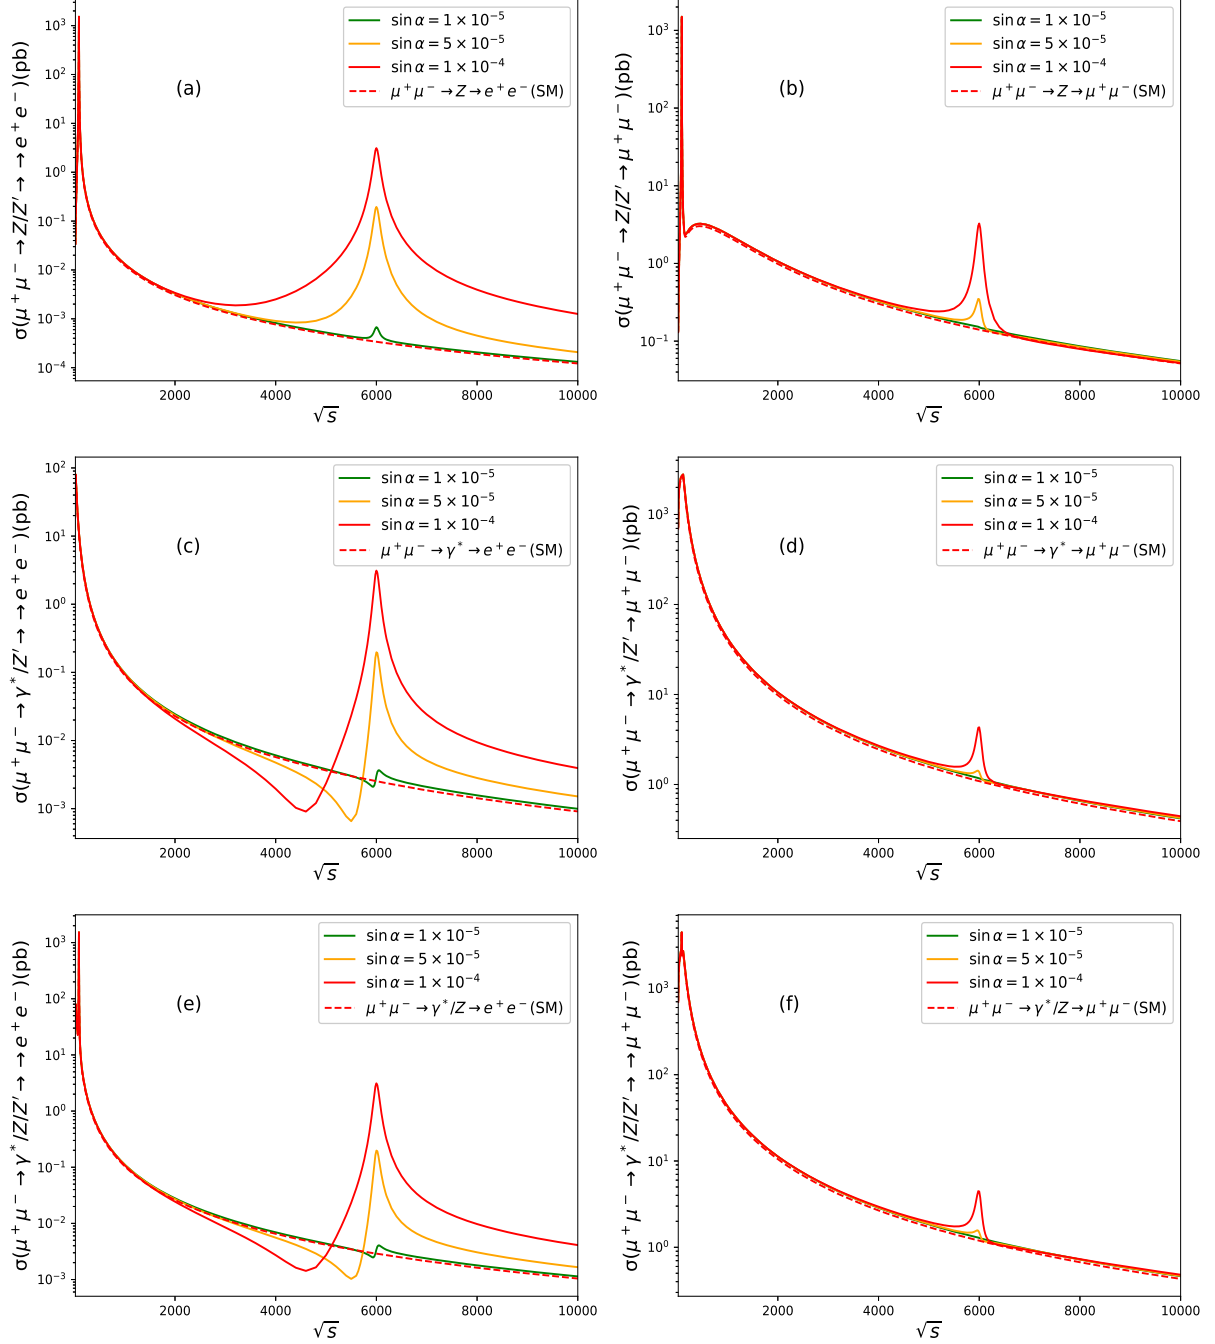 σ(μ⁺μ⁻ → Z/Z′ → → e⁺e⁻)(pb)
10³
10²
10¹
10⁰
10⁻¹
10⁻²
10⁻³
10⁻⁴
(a)
sin α = 1 × 10⁻⁵
sin α = 5 × 10⁻⁵
sin α = 1 × 10⁻⁴
μ⁺μ⁻ → Z → e⁺e⁻(SM)
2000 4000 6000 8000 10000
√s
σ(μ⁺μ⁻ → Z/Z′ → μ⁺μ⁻)(pb)
10³
10²
10¹
10⁰
10⁻¹
(b)
sin α = 1 × 10⁻⁵
sin α = 5 × 10⁻⁵
sin α = 1 × 10⁻⁴
μ⁺μ⁻ → Z → μ⁺μ⁻(SM)
2000 4000 6000 8000 10000
√s
σ(μ⁺μ⁻ → γ*/Z′ → → e⁺e⁻)(pb)
10²
10¹
10⁰
10⁻¹
10⁻²
10⁻³
(c)
sin α = 1 × 10⁻⁵
sin α = 5 × 10⁻⁵
sin α = 1 × 10⁻⁴
μ⁺μ⁻ → γ* → e⁺e⁻(SM)
2000 4000 6000 8000 10000
√s
σ(μ⁺μ⁻ → γ*/Z′ → μ⁺μ⁻)(pb)
10³
10²
10¹
10⁰
(d)
sin α = 1 × 10⁻⁵
sin α = 5 × 10⁻⁵
sin α = 1 × 10⁻⁴
μ⁺μ⁻ → γ* → μ⁺μ⁻(SM)
2000 4000 6000 8000 10000
√s
σ(μ⁺μ⁻ → γ*/Z/Z′ → → e⁺e⁻)(pb)
10³
10²
10¹
10⁰
10⁻¹
10⁻²
10⁻³
(e)
sin α = 1 × 10⁻⁵
sin α = 5 × 10⁻⁵
sin α = 1 × 10⁻⁴
μ⁺μ⁻ → γ*/Z → e⁺e⁻(SM)
2000 4000 6000 8000 10000
√s
σ(μ⁺μ⁻ → γ*/Z/Z′ → → μ⁺μ⁻)(pb)
10³
10²
10¹
10⁰
(f)
sin α = 1 × 10⁻⁵
sin α = 5 × 10⁻⁵
sin α = 1 × 10⁻⁴
μ⁺μ⁻ → γ*/Z → μ⁺μ⁻(SM)
2000 4000 6000 8000 10000
√s